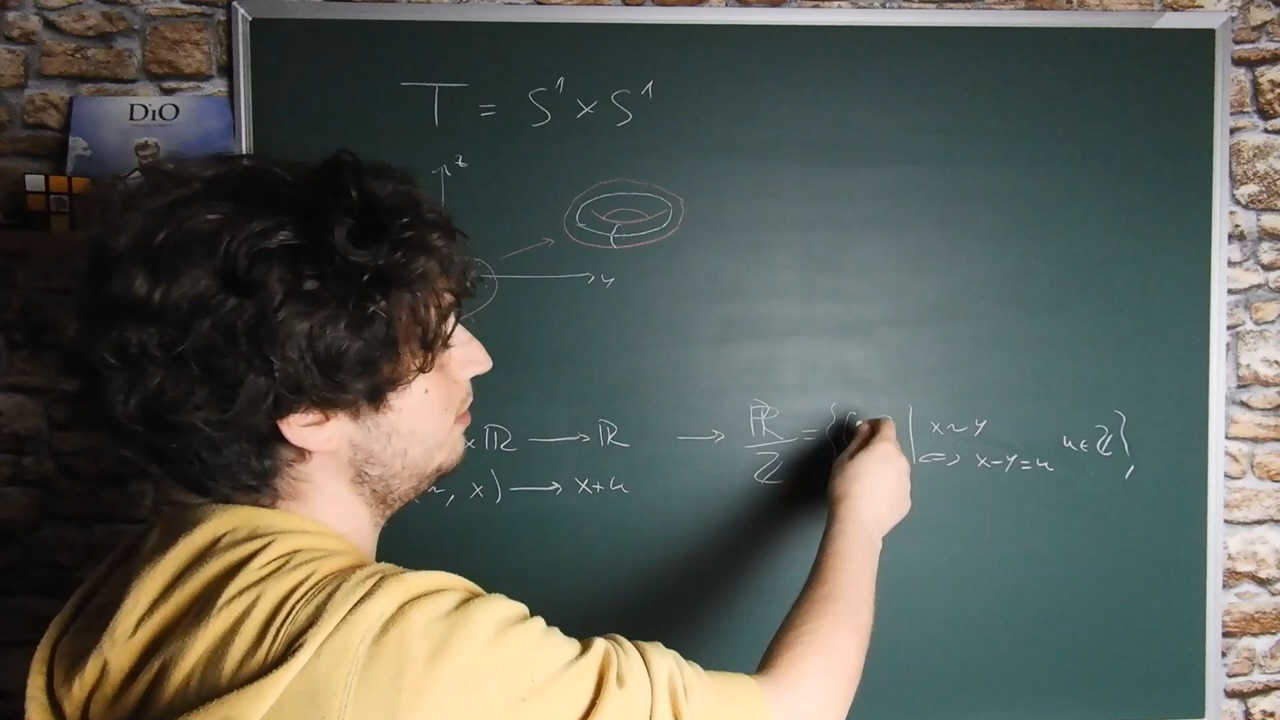 DiO
T = S¹ × S¹
z
y
× ℝ → ℝ → ℝ/ℤ = { [ | x ~ y
, x) → x+n <=> x-y=n n∈ℤ},